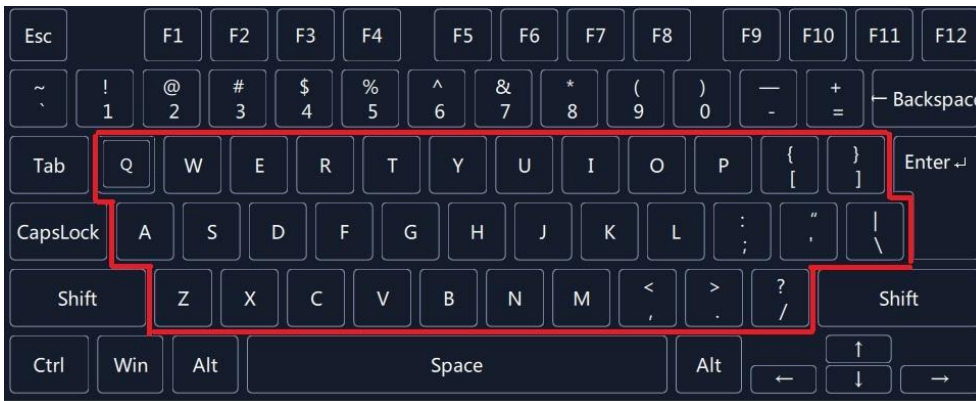 Esc F1 F2 F3 F4 F5 F6 F7 F8 F9 F10 F11 F12
~ ! @ # $ % ^ & * ( ) — +
` 1 2 3 4 5 6 7 8 9 0 - = ← Backspace
Tab Q W E R T Y U I O P { [ } ] Enter ↵
CapsLock A S D F G H J K L : ; " ' | \
Shift Z X C V B N M < , > . ? / Shift
Ctrl Win Alt Space Alt ← ↑ ↓ →